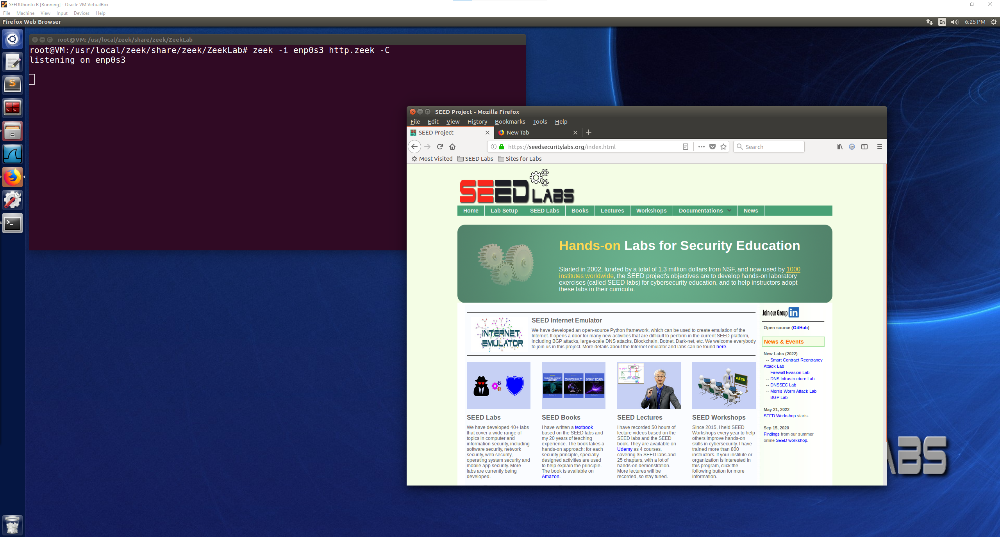 SEEDUbuntu B [Running] - Oracle VM VirtualBox
File Machine View Input Devices Help
Firefox Web Browser
En
6:25 PM
root@VM: /usr/local/zeek/share/zeek/ZeekLab
root@VM:/usr/local/zeek/share/zeek/ZeekLab# zeek -i enp0s3 http.zeek -C
listening on enp0s3
SEED Project - Mozilla Firefox
File Edit View History Bookmarks Tools Help
SEED Project
New Tab
https://seedsecuritylabs.org/index.html
Search
Most Visited SEED Labs Sites for Labs
SEED LABS
Home Lab Setup SEED Labs Books Lectures Workshops Documentations News
Hands-on Labs for Security Education
Started in 2002, funded by a total of 1.3 million dollars from NSF, and now used by 1000
institutes worldwide, the SEED project's objectives are to develop hands-on laboratory
exercises (called SEED labs) for cybersecurity education, and to help instructors adopt
these labs in their curricula.
INTERNET
EMULATOR
SEED Internet Emulator
We have developed an open-source Python framework, which can be used to create emulation of the
Internet. It opens a door for many new activities that are difficult to perform in the current SEED platform,
including BGP attacks, large-scale DNS attacks, Blockchain, Botnet, Dark-net, etc. We welcome everybody
to join us in this project. More details about the Internet emulator and labs can be found here.
SEED Labs
We have developed 40+ labs
that cover a wide range of
topics in computer and
information security, including
software security, network
security, web security,
operating system security and
mobile app security. More
labs are currently being
developed.
COMPUTER & INTERNET
SECURITY
COMPUTER SECURITY
INTERNET SECURITY
SEED Books
I have written a textbook
based on the SEED labs and
my 20 years of teaching
experience. The book takes a
hands-on approach: for each
security principle, specially
designed activities are used
to help explain the principle.
The book is available on
Amazon.
SEED Lectures
I have recorded 50 hours of
lecture videos based on the
SEED labs and the SEED
book. They are available on
Udemy as 4 courses,
covering 35 SEED labs and
25 chapters, with a lot of
hands-on demonstration.
More lectures will be
recorded, so stay tuned.
SEED
SEED Workshops
Since 2015, I held SEED
Workshops every year to help
others improve hands-on
skills in cybersecurity. I have
trained more than 800
instructors. If your institute or
organization is interested in
this program, click the
following button for more
information.
Join our Group in
Open source (GitHub)
News & Events
New Labs (2022)
-- Smart Contract Reentrancy
Attack Lab
-- Firewall Evasion Lab
-- DNS Infrastructure Lab
-- DNSSEC Lab
-- Morris Worm Attack Lab
-- BGP Lab
May 21, 2022
SEED Workshop starts.
Sep 15, 2020
Findings from our summer
online SEED workshop.
ABS